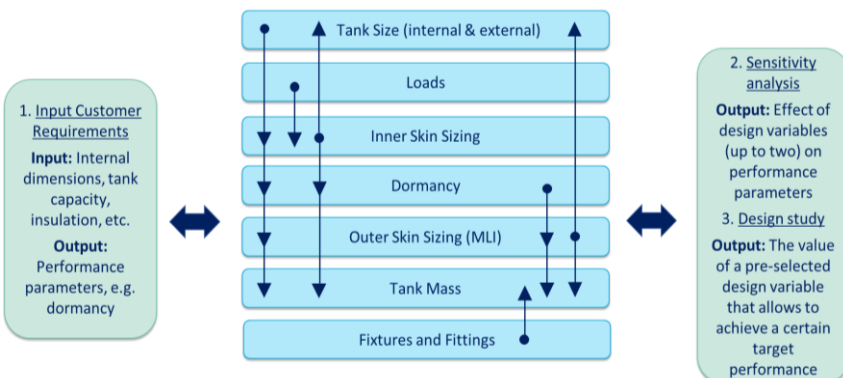 1. Input Customer
Requirements
Input: Internal
dimensions, tank
capacity,
insulation, etc.
Output:
Performance
parameters, e.g.
dormancy
Tank Size (internal & external)
Loads
Inner Skin Sizing
Dormancy
Outer Skin Sizing (MLI)
Tank Mass
Fixtures and Fittings
2. Sensitivity
analysis
Output: Effect of
design variables
(up to two) on
performance
parameters
3. Design study
Output: The value
of a pre-selected
design variable
that allows to
achieve a certain
target
performance